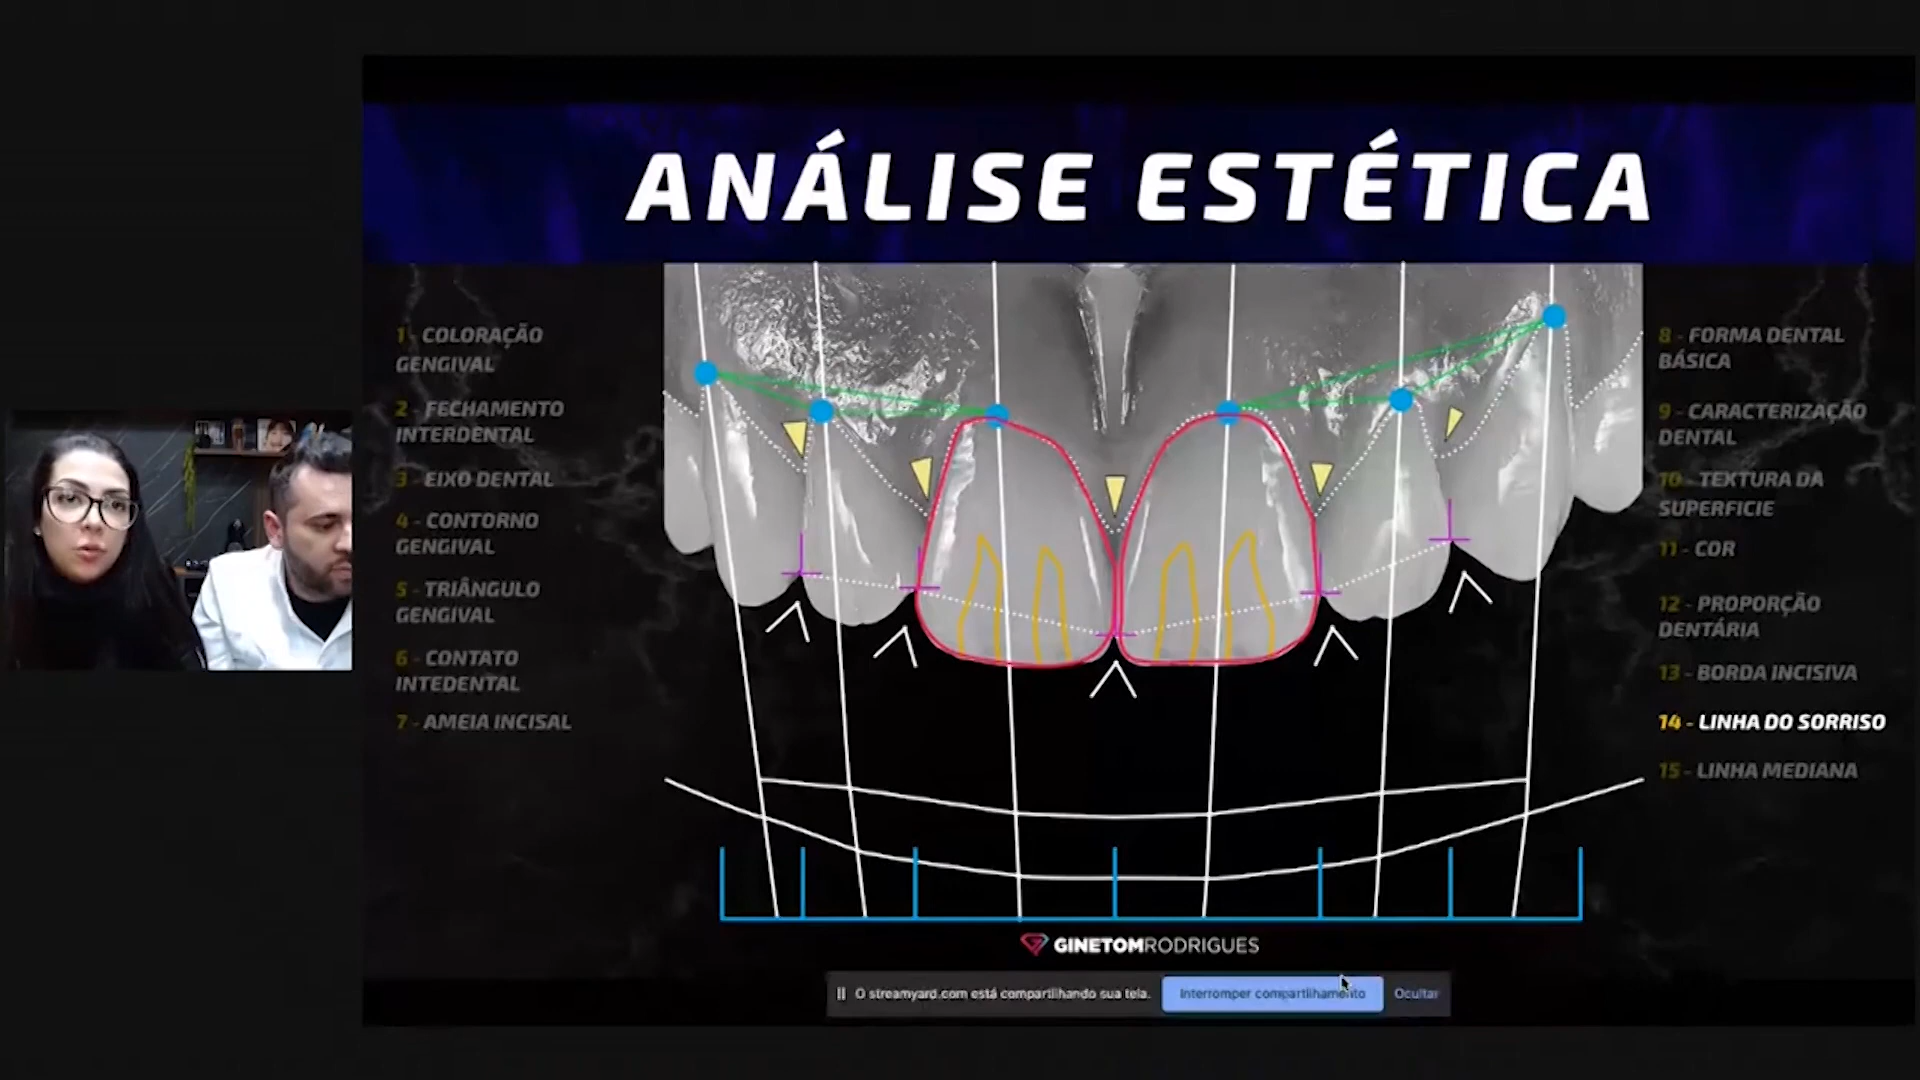 ANÁLISE ESTÉTICA
1 - COLORAÇÃO
GENGIVAL
2 - FECHAMENTO
INTERDENTAL
3 - EIXO DENTAL
4 - CONTORNO
GENGIVAL
5 - TRIÂNGULO
GENGIVAL
6 - CONTATO
INTEDENTAL
7 - AMEIA INCISAL
8 - FORMA DENTAL
BÁSICA
9 - CARACTERIZAÇÃO
DENTAL
10 - TEXTURA DA
SUPERFICIE
11 - COR
12 - PROPORÇÃO
DENTÁRIA
13 - BORDA INCISIVA
14 - LINHA DO SORRISO
15 - LINHA MEDIANA
GINETOMRODRIGUES
O streamyard.com está compartilhando sua tela.
Interromper compartilhamento
Ocultar